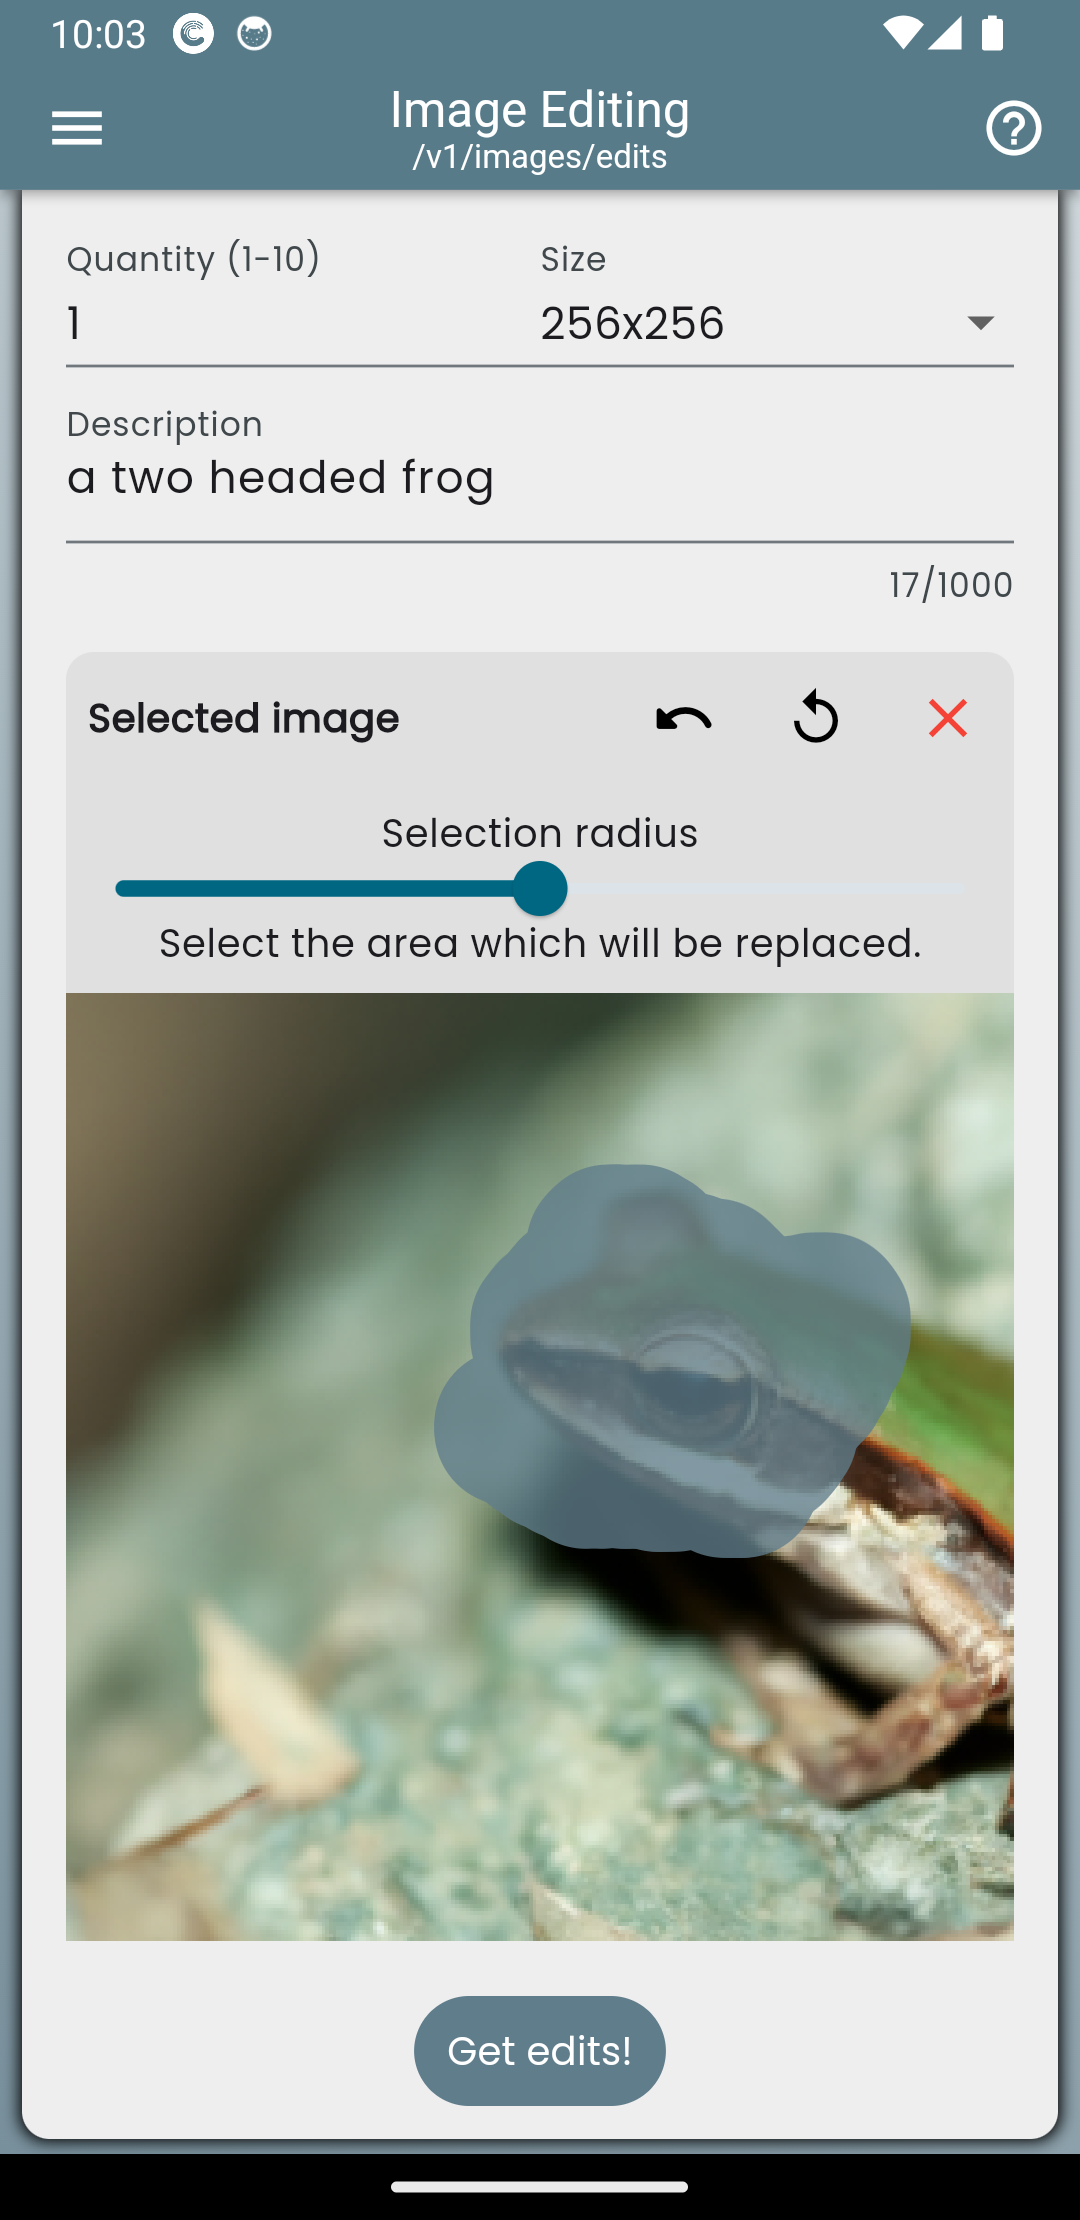 10:03
Image Editing
/v1/images/edits
Quantity (1-10)
Size
1
256x256
Description
a two headed frog
17/1000
Selected image
Selection radius
Select the area which will be replaced.
Get edits!